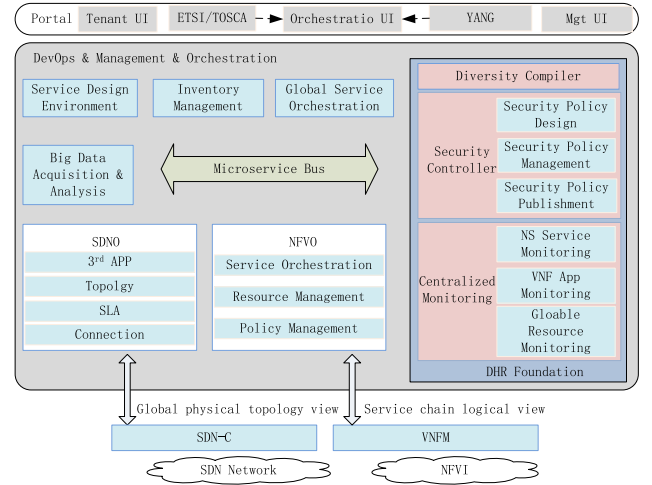 Portal
Tenant UI
ETSI/TOSCA
Orchestratio UI
YANG
Mgt UI
DevOps & Management & Orchestration
Service Design
Environment
Inventory
Management
Global Service
Orchestration
Big Data
Acquisition &
Analysis
Microservice Bus
SDNO
3rd APP
Topolgy
SLA
Connection
NFVO
Service Orchestration
Resource Management
Policy Management
Diversity Compiler
Security
Controller
Security Policy
Design
Security Policy
Management
Security Policy
Publishment
Centralized
Monitoring
NS Service
Monitoring
VNF App
Monitoring
Gloable
Resource
Monitoring
DHR Foundation
Global physical topology view
Service chain logical view
SDN-C
VNFM
SDN Network
NFVI